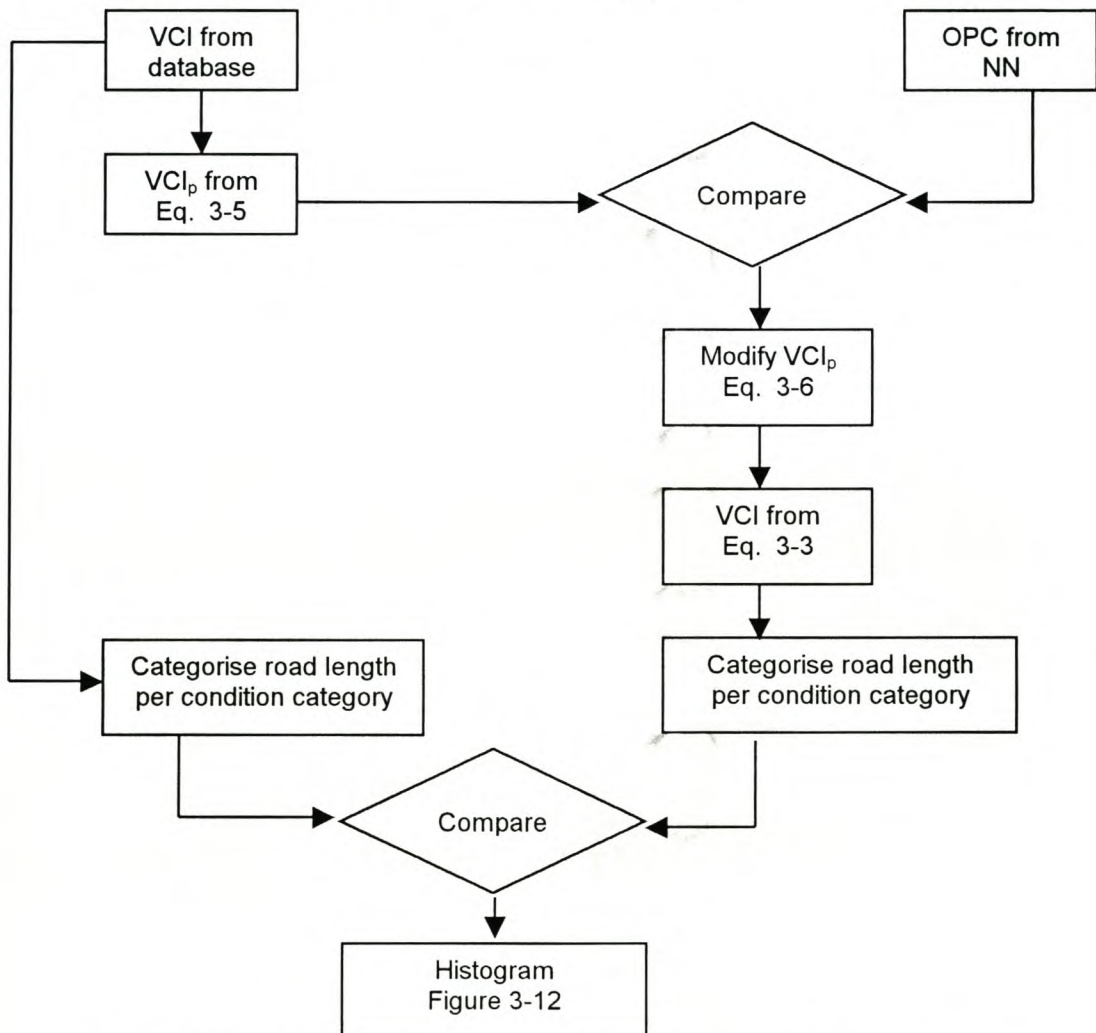 VCI from
database
OPC from
NN
VCIp from
Eq. 3-5
Compare
Modify VCIp
Eq. 3-6
VCI from
Eq. 3-3
Categorise road length
per condition category
Categorise road length
per condition category
Compare
Histogram
Figure 3-12